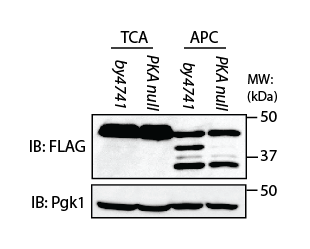 TCA APC
by4741 PKA null by4741 PKA null
MW:
(kDa)
50
IB: FLAG
37
50
IB: Pgk1